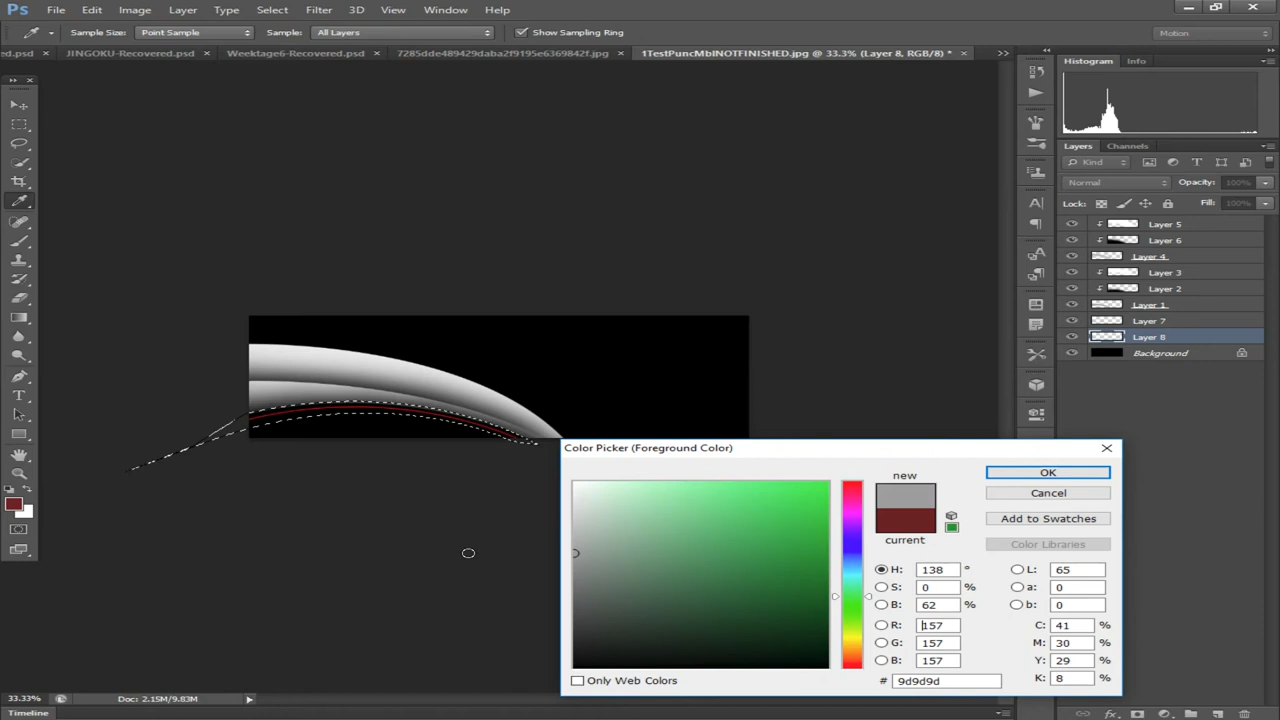 Ps File Edit Image Layer Type Select Filter 3D View Window Help
Sample Size: Point Sample Sample: All Layers Show Sampling Ring Motion
ed.psd × JINGOKU-Recovered.psd × Weektage6-Recovered.psd × 7285dde489429daba2f9195e6369842f.jpg × 1TestPuncMblNOTFINISHED.jpg @ 33.3% (Layer 8, RGB/8) * ×
Histogram Info
Layers Channels
Kind
Normal Opacity: 100%
Lock: Fill: 100%
Layer 5
Layer 6
Layer 4
Layer 3
Layer 2
Layer 1
Layer 7
Layer 8
Background
Color Picker (Foreground Color)
new
current
OK
Cancel
Add to Swatches
Color Libraries
H: 138 ° L: 65
S: 0 % a: 0
B: 62 % b: 0
R: 157 C: 41 %
G: 157 M: 30 %
B: 157 Y: 29 %
# 9d9d9d K: 8 %
Only Web Colors
33.33% Doc: 2.15M/9.83M
Timeline